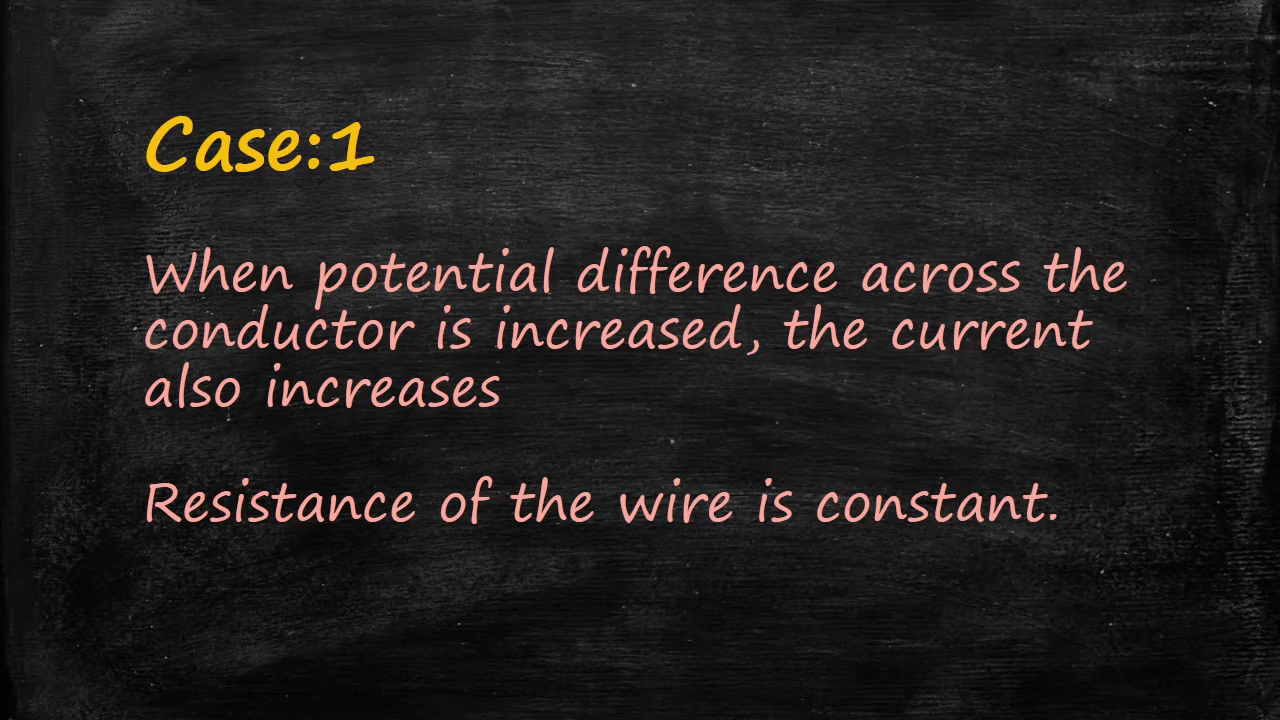 Case:1
When potential difference across the
conductor is increased, the current
also increases
Resistance of the wire is constant.